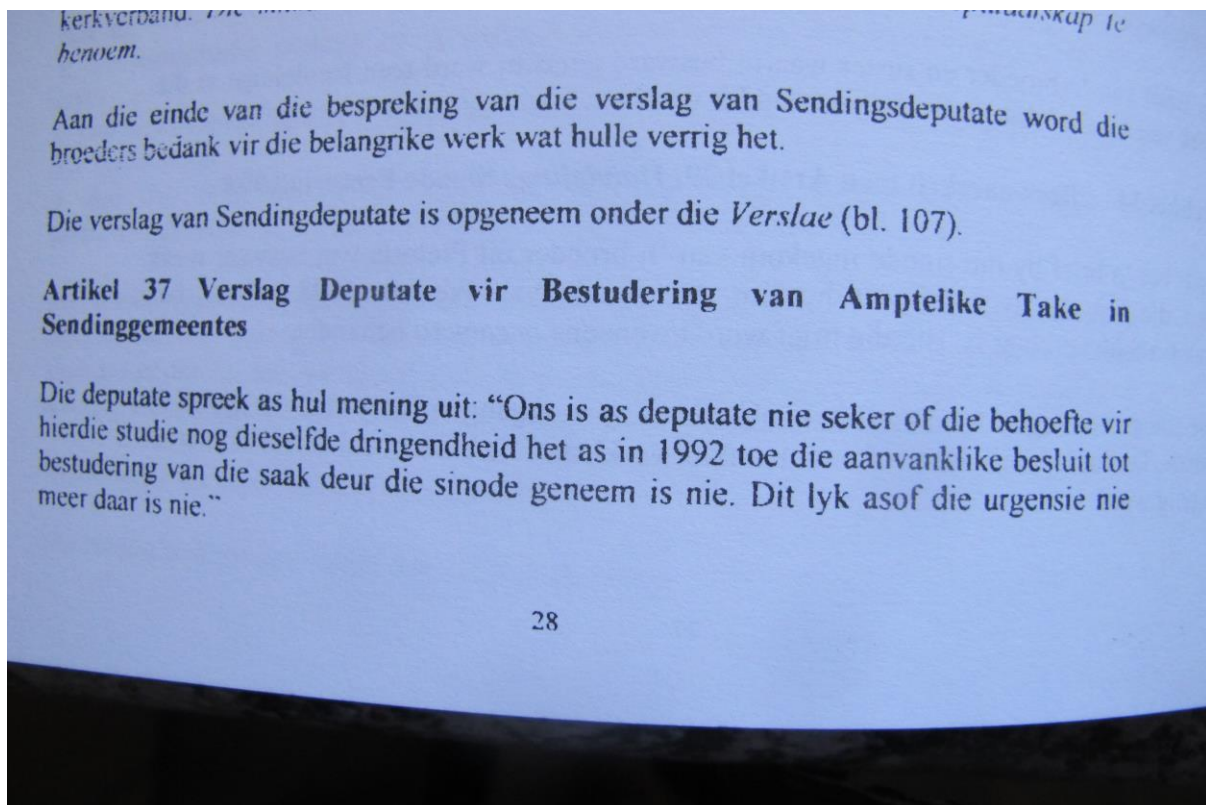 kerkverband. Die
benoem.
Aan die einde van die bespreking van die verslag van Sendingsdeputate word die
broeders bedank vir die belangrike werk wat hulle verrig het.
Die verslag van Sendingdeputate is opgeneem onder die Verslae (bl. 107).
Artikel 37 Verslag Deputate vir Bestudering van Amptelike Take in
Sendinggemeentes
Die deputate spreek as hul mening uit: “Ons is as deputate nie seker of die behoefte vir
hierdie studie nog dieselfde dringendheid het as in 1992 toe die aanvanklike besluit tot
bestudering van die saak deur die sinode geneem is nie. Dit lyk asof die urgensie nie
meer daar is nie.”
28